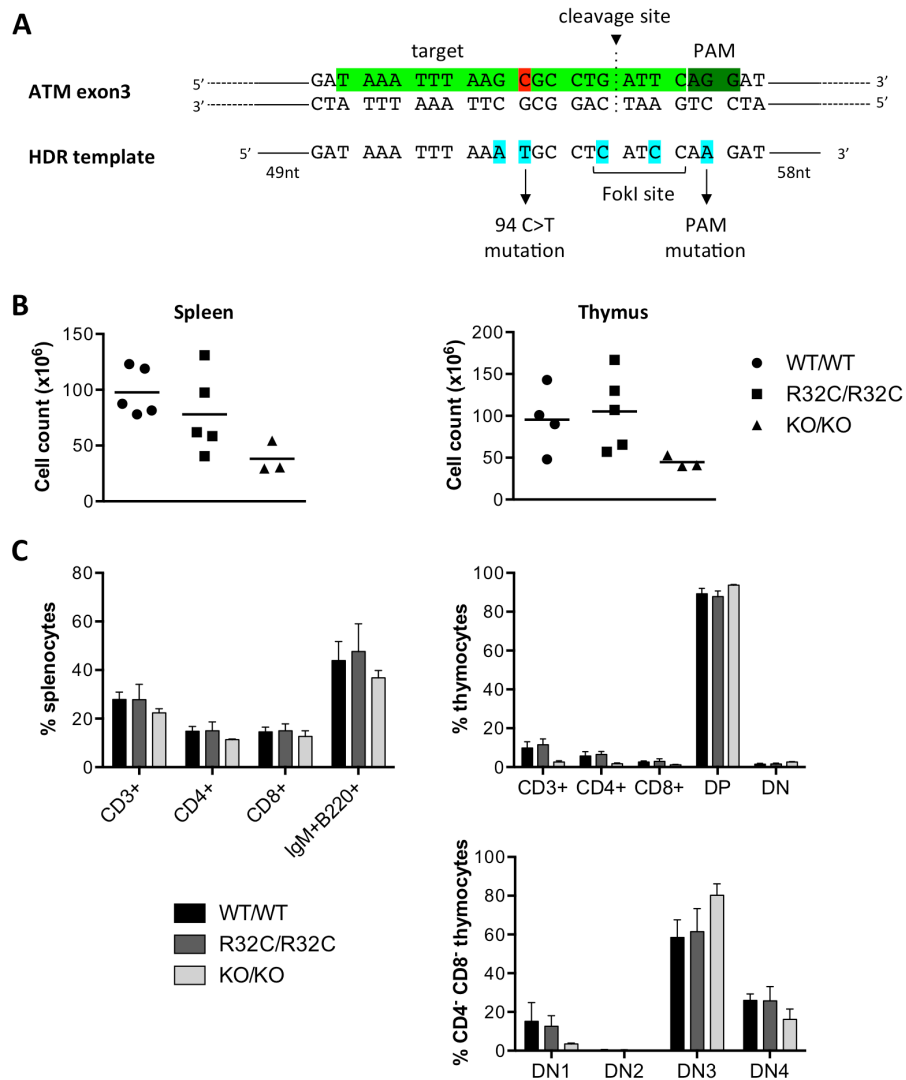 A
cleavage site
target
PAM
ATM exon3
5’
GAT AAA TTT AAG CGC CTG ATT CAG GAT
3’
3’
CTA TTT AAA TTC GCG GAC TAA GTC CTA
5’
HDR template
5’
GAT AAA TTT AAA TGC CTC ATC CAA GAT
3’
49nt
58nt
FokI site
94 C>T
mutation
PAM
mutation
B
Spleen
Cell count (x10⁶)
150
100
50
0
Thymus
Cell count (x10⁶)
200
150
100
50
0
WT/WT
R32C/R32C
KO/KO
C
% splenocytes
80
60
40
20
0
CD3+
CD4+
CD8+
IgM+B220+
% thymocytes
100
80
60
40
20
0
CD3+ CD4+ CD8+ DP DN
WT/WT
R32C/R32C
KO/KO
% CD4⁻ CD8⁻ thymocytes
100
80
60
40
20
0
DN1 DN2 DN3 DN4